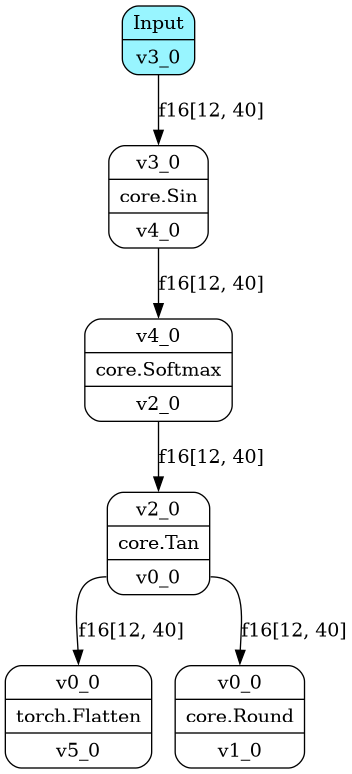 Input
v3_0
f16[12, 40]
v3_0
core.Sin
v4_0
f16[12, 40]
v4_0
core.Softmax
v2_0
f16[12, 40]
v2_0
core.Tan
v0_0
f16[12, 40]
f16[12, 40]
v0_0
torch.Flatten
v5_0
v0_0
core.Round
v1_0